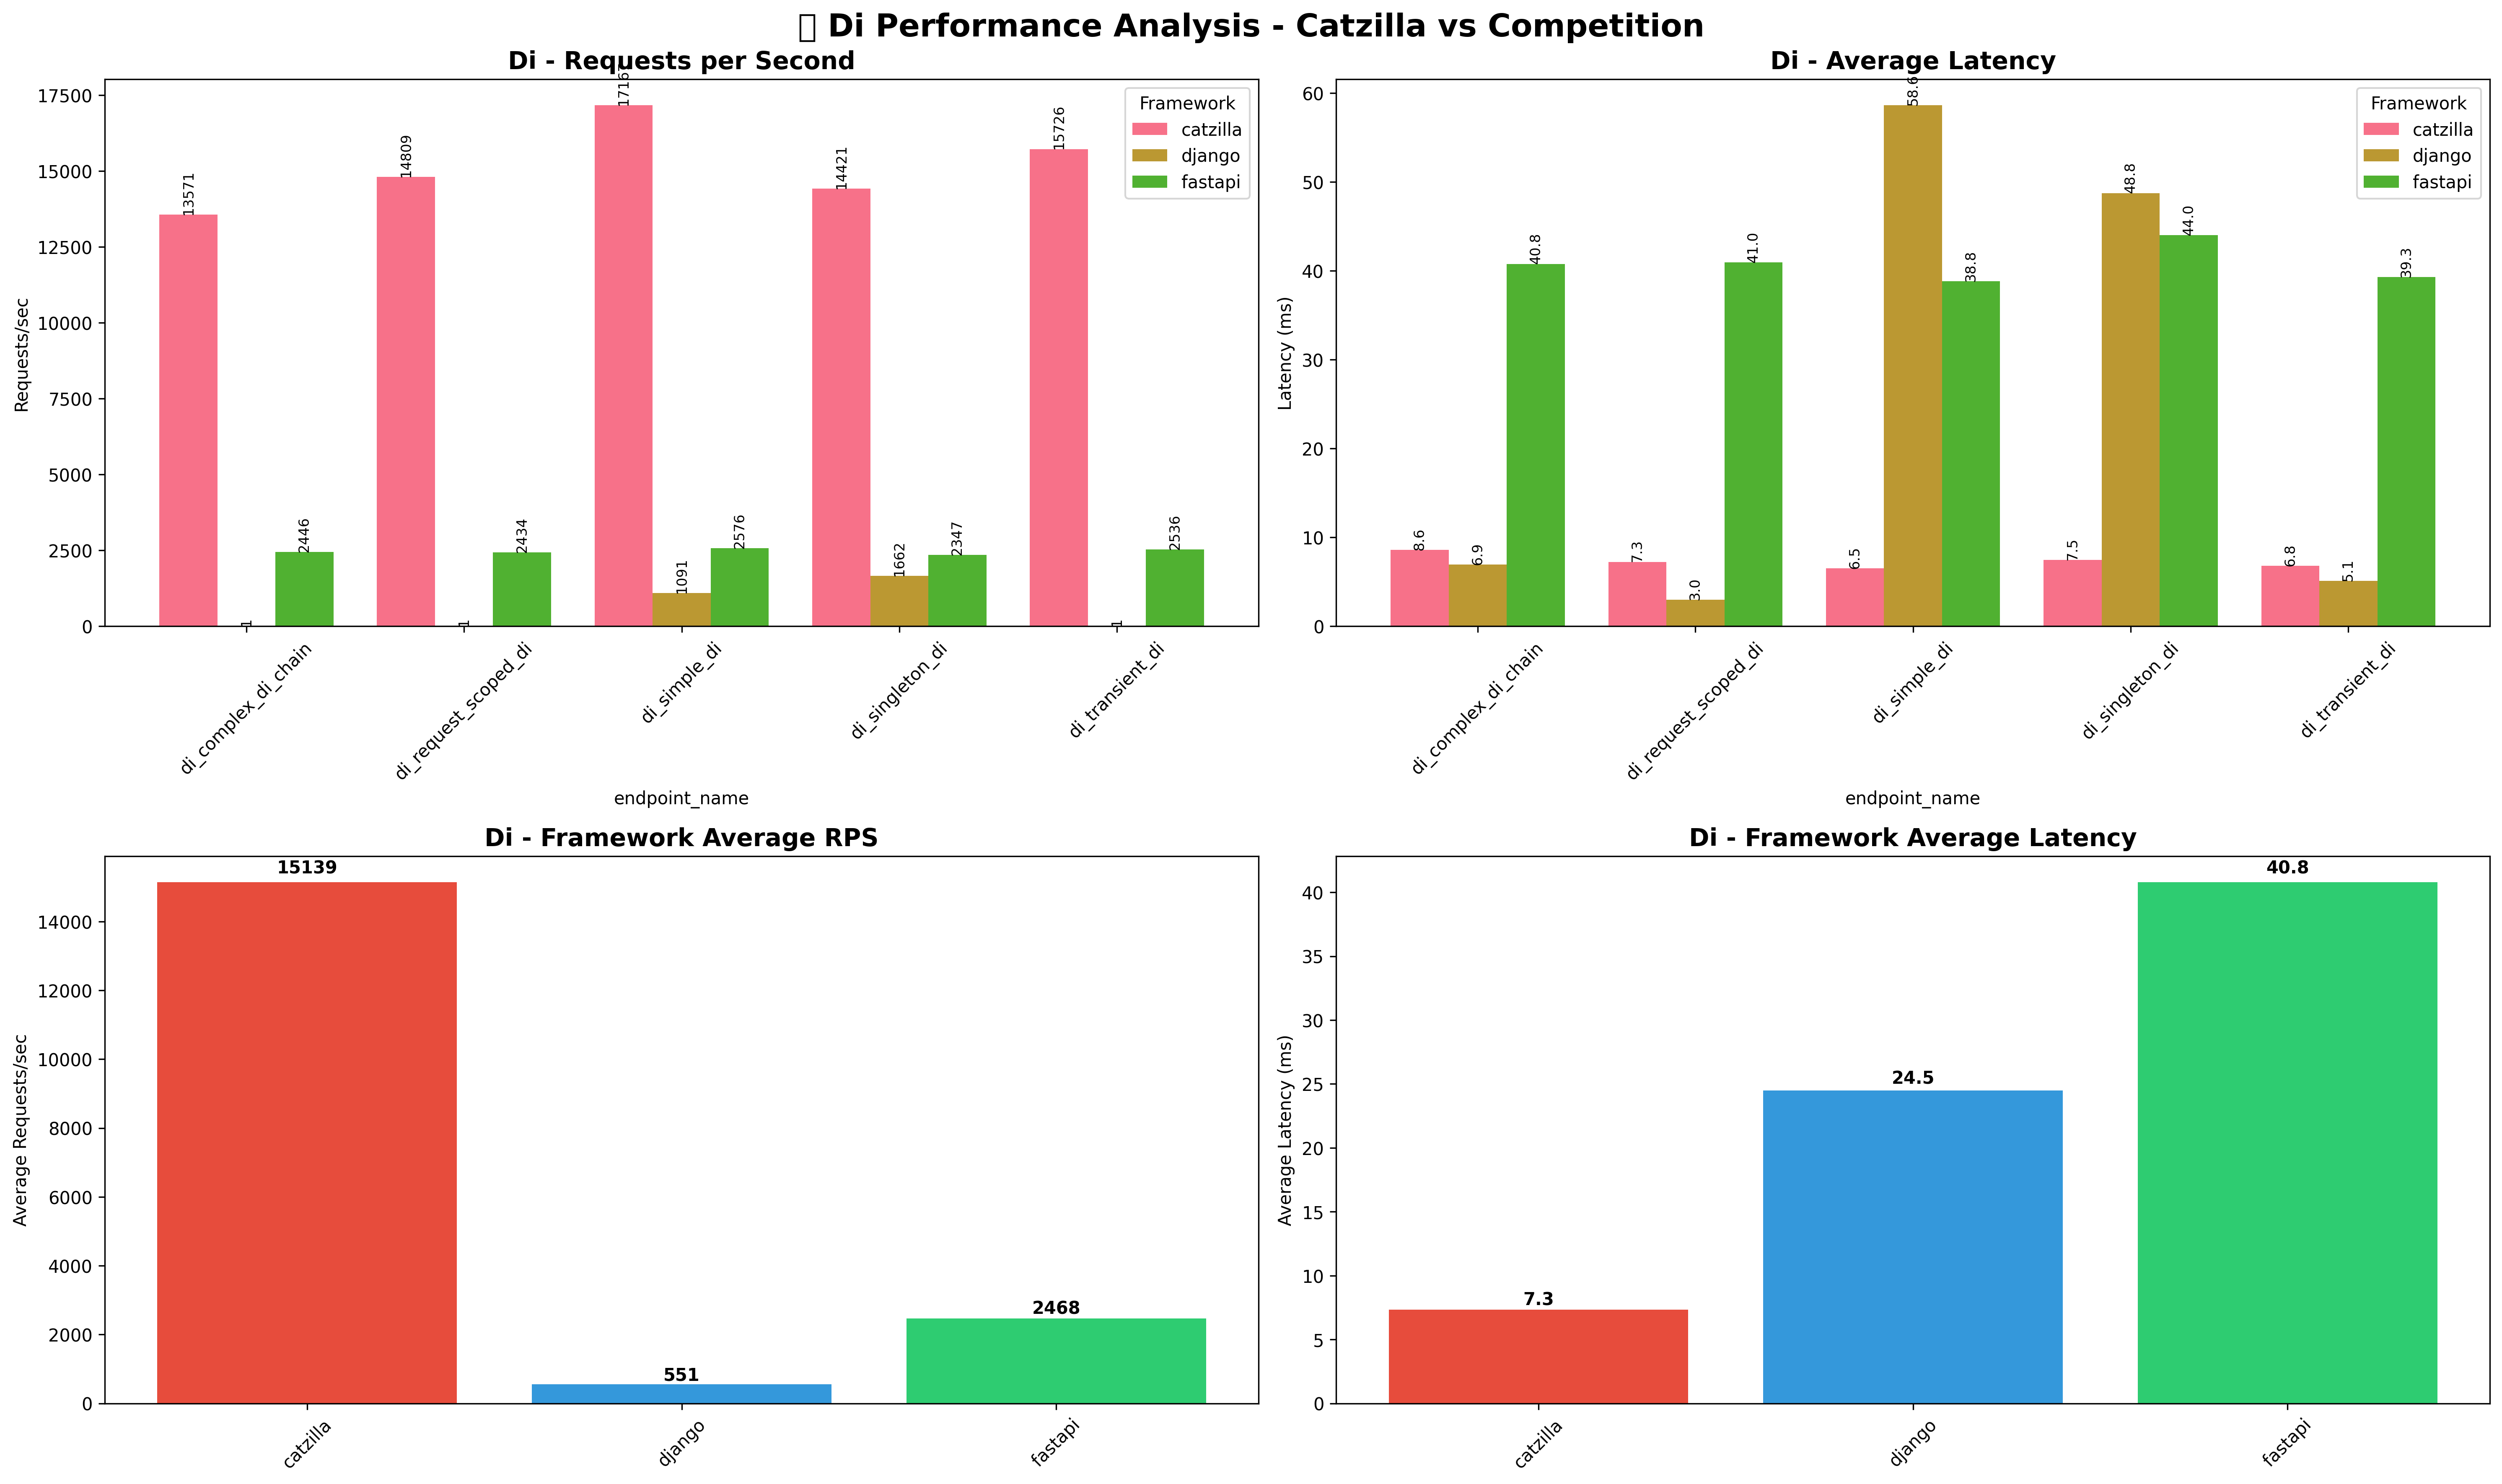 Di Performance Analysis - Catzilla vs Competition
Di - Requests per Second
Requests/sec
17500
15000
12500
10000
7500
5000
2500
0
13571
1
2446
14809
1
2434
17167
1091
2576
14421
1662
2347
15726
1
2536
Framework
catzilla
django
fastapi
di_complex_di_chain
di_request_scoped_di
di_simple_di
di_singleton_di
di_transient_di
endpoint_name
Di - Average Latency
Latency (ms)
60
50
40
30
20
10
0
8.6
6.9
40.8
7.3
3.0
41.0
6.5
58.6
38.8
7.5
48.8
44.0
6.8
5.1
39.3
Framework
catzilla
django
fastapi
di_complex_di_chain
di_request_scoped_di
di_simple_di
di_singleton_di
di_transient_di
endpoint_name
Di - Framework Average RPS
Average Requests/sec
14000
12000
10000
8000
6000
4000
2000
0
15139
551
2468
catzilla
django
fastapi
Di - Framework Average Latency
Average Latency (ms)
40
35
30
25
20
15
10
5
0
7.3
24.5
40.8
catzilla
django
fastapi